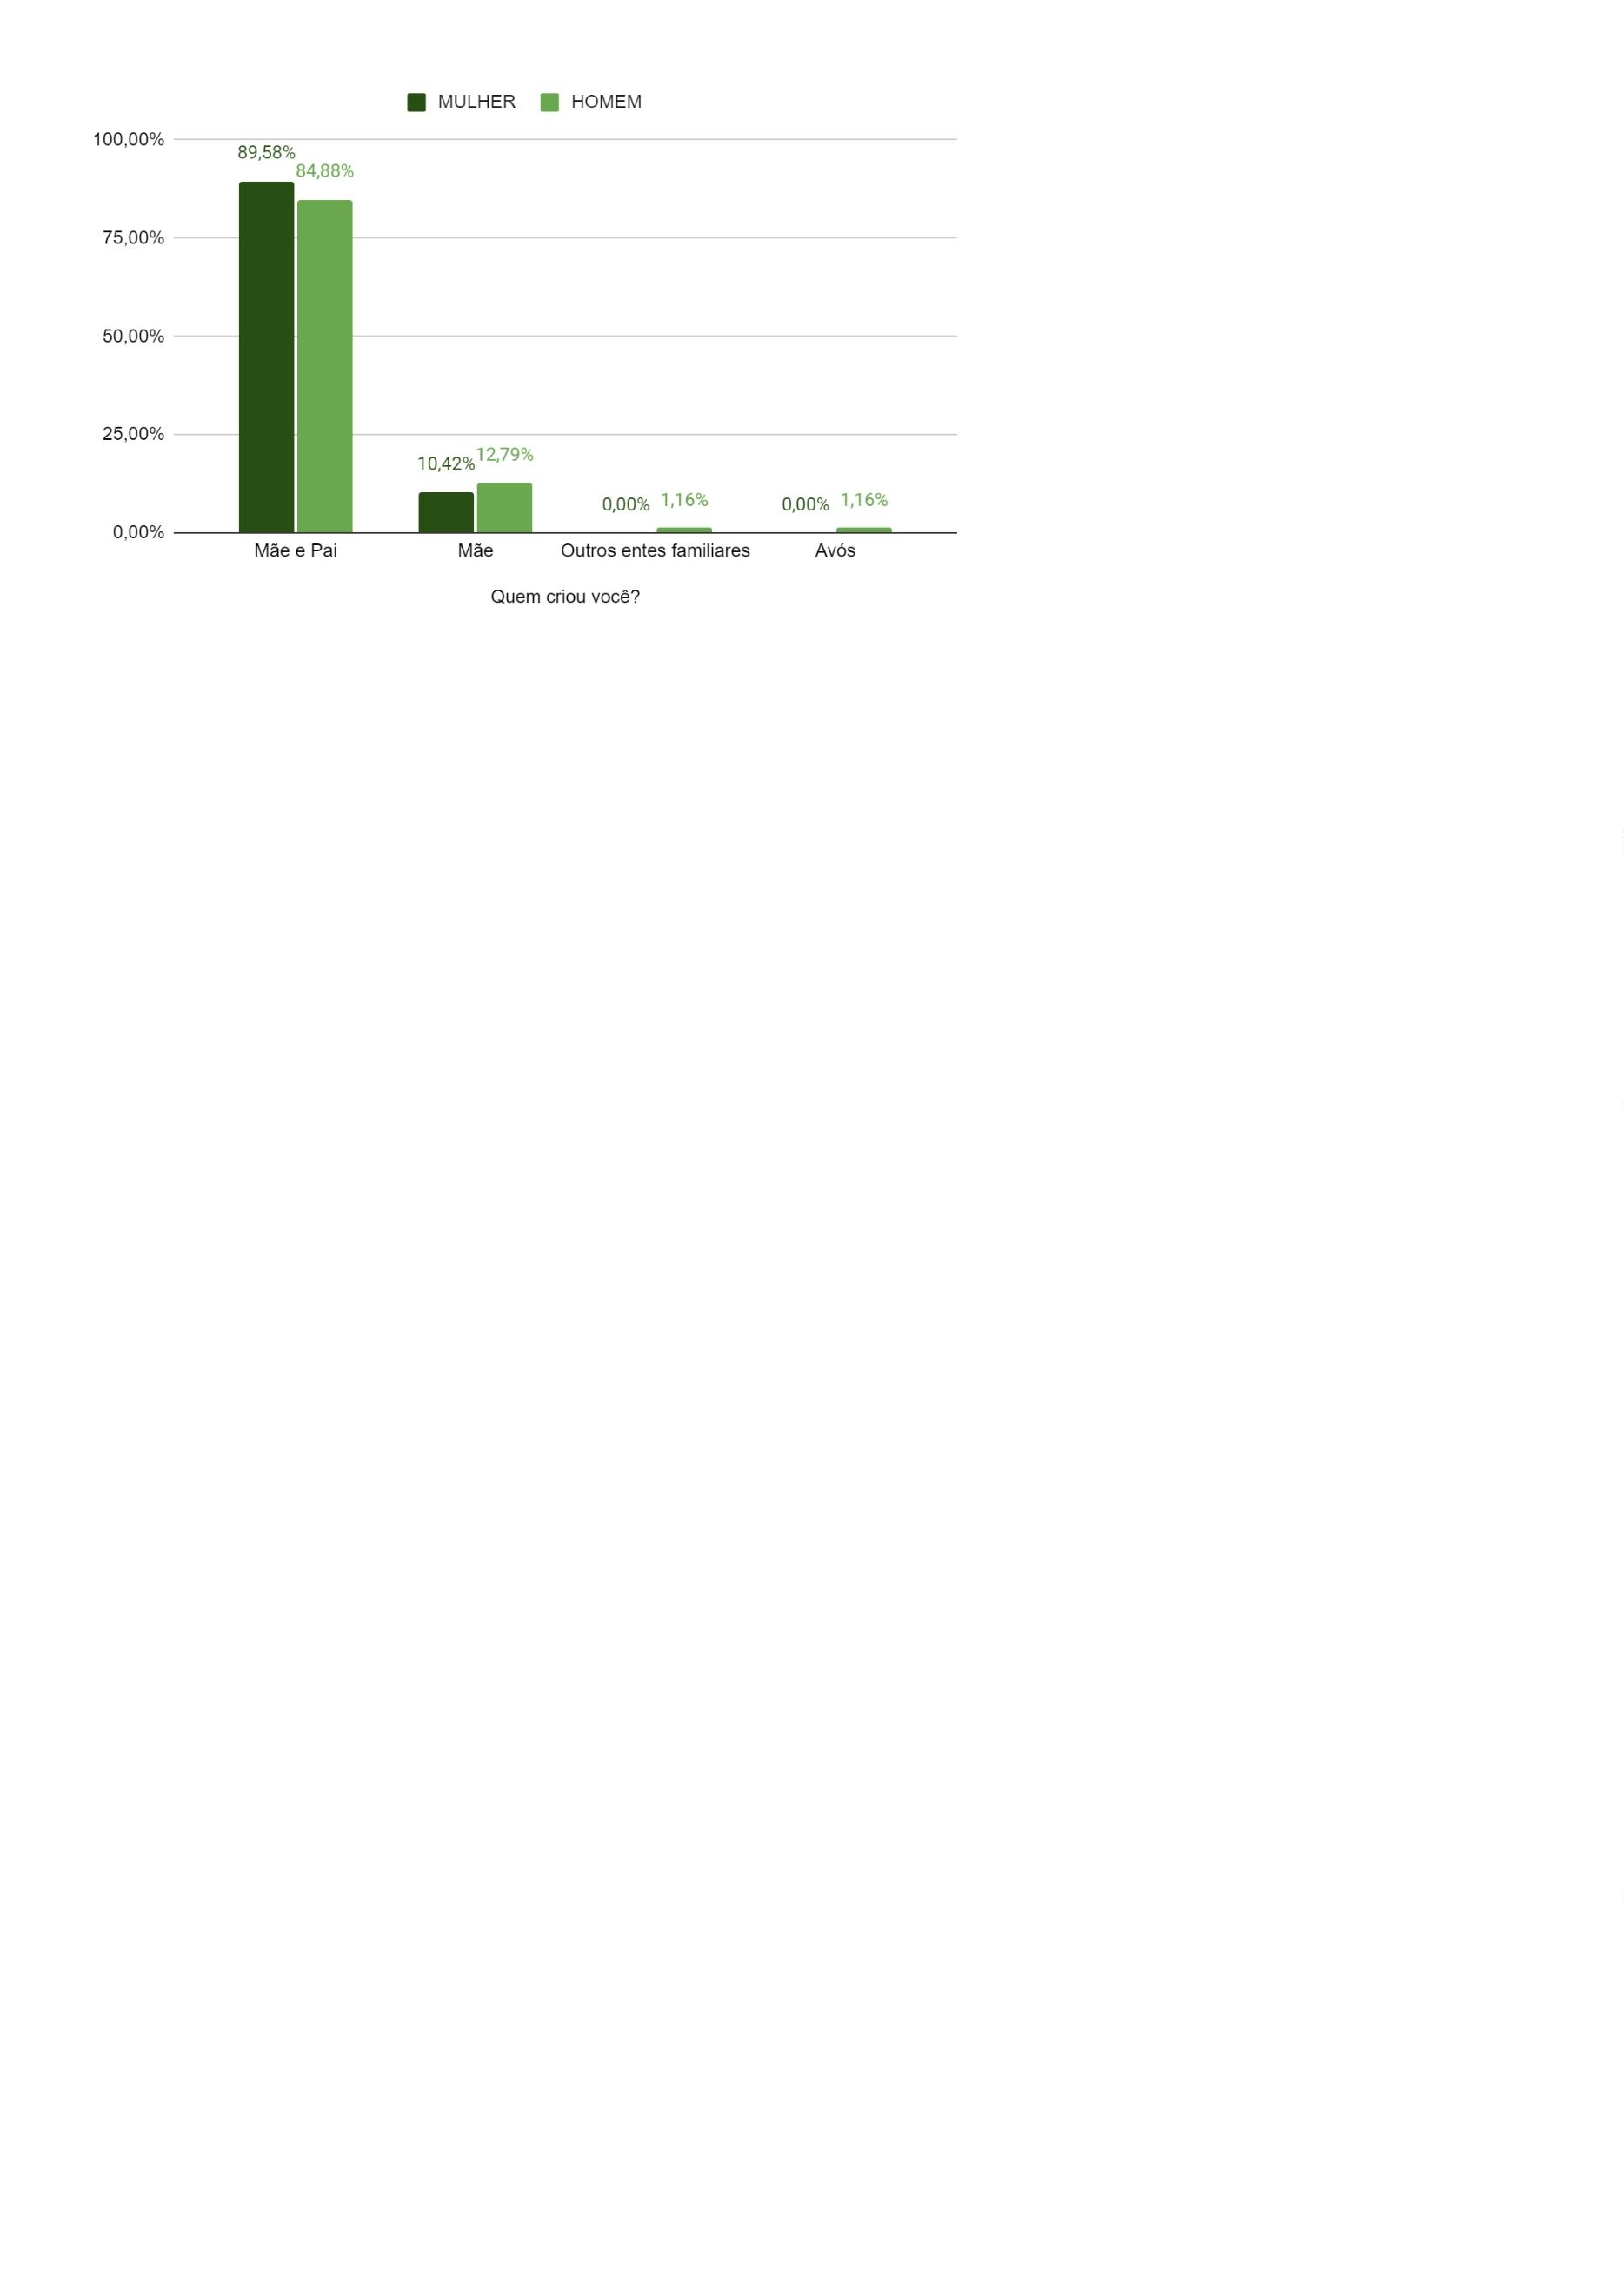 MULHER HOMEM
100,00%
89,58%
84,88%
75,00%
50,00%
25,00%
12,79%
10,42%
0,00% 1,16% 0,00% 1,16%
0,00%
Mãe e Pai Mãe Outros entes familiares Avós
Quem criou você?